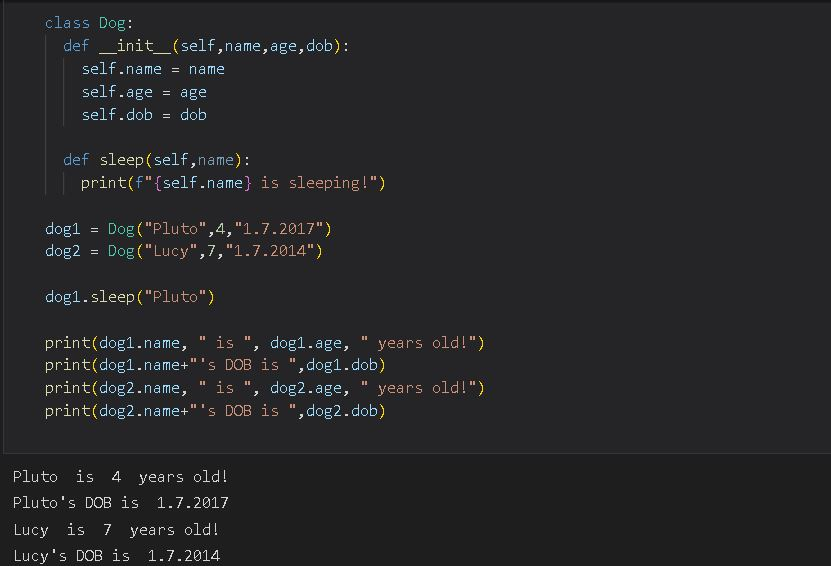 class Dog:
  def __init__(self,name,age,dob):
    self.name = name
    self.age = age
    self.dob = dob
  def sleep(self,name):
    print(f"{self.name} is sleeping!")
dog1 = Dog("Pluto",4,"1.7.2017")
dog2 = Dog("Lucy",7,"1.7.2014")
dog1.sleep("Pluto")
print(dog1.name, " is ", dog1.age, " years old!")
print(dog1.name+"'s DOB is ",dog1.dob)
print(dog2.name, " is ", dog2.age, " years old!")
print(dog2.name+"'s DOB is ",dog2.dob)
Pluto  is  4  years old!
Pluto's DOB is  1.7.2017
Lucy  is  7  years old!
Lucy's DOB is  1.7.2014